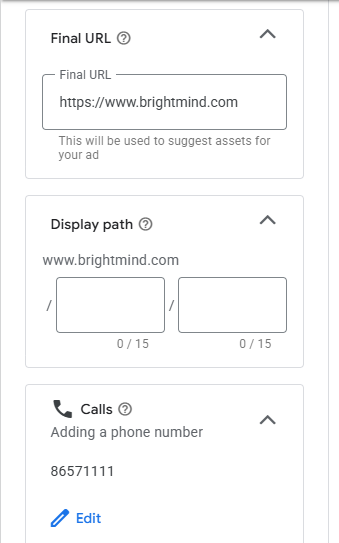 Final URL
Final URL
https://www.brightmind.com
This will be used to suggest assets for
your ad
Display path
www.brightmind.com
/ /
0 / 15 0 / 15
Calls
Adding a phone number
86571111
Edit